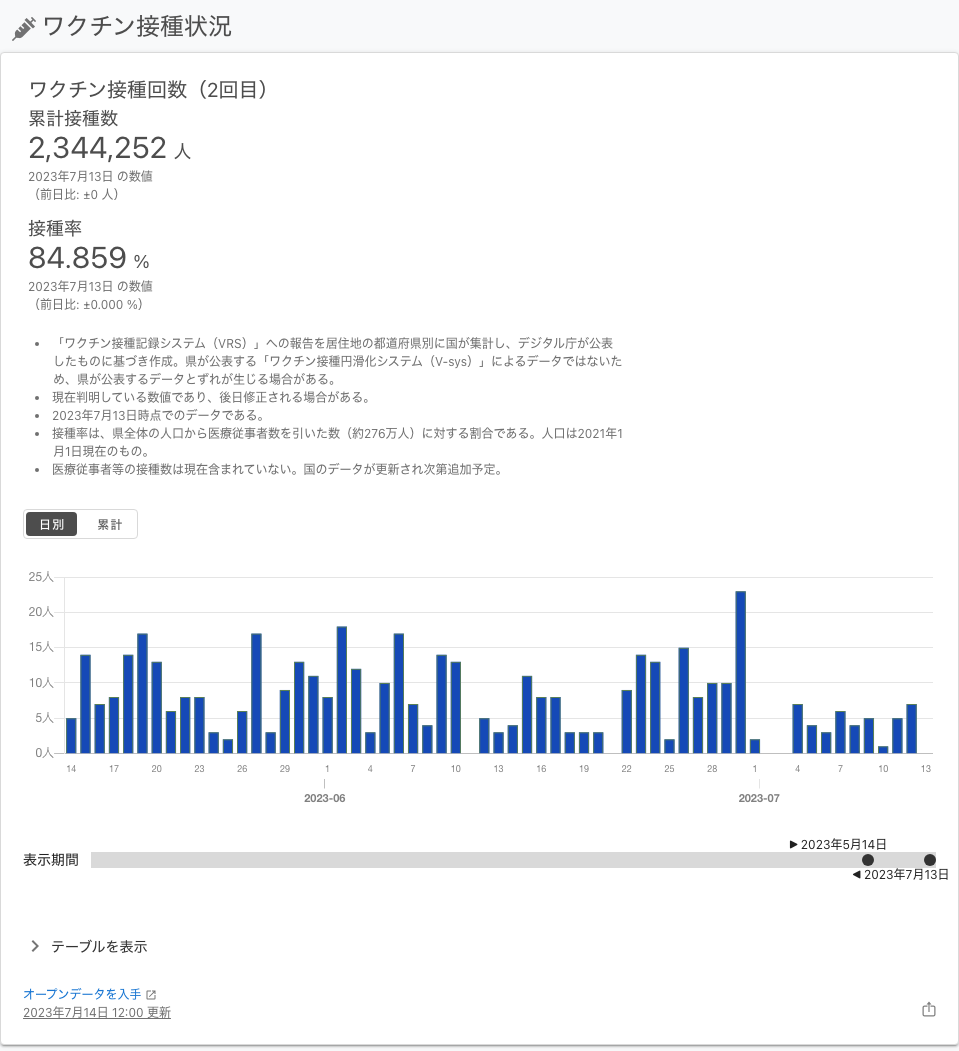 ワクチン接種状況
ワクチン接種回数（2回目）
累計接種数
2,344,252 人
2023年7月13日 の数値
（前日比: ±0 人）
接種率
84.859 %
2023年7月13日 の数値
（前日比: ±0.000 %）
• 「ワクチン接種記録システム（VRS）」への報告を居住地の都道府県別に国が集計し、デジタル庁が公表
したものに基づき作成。県が公表する「ワクチン接種円滑化システム（V-sys）」によるデータではないた
め、県が公表するデータとずれが生じる場合がある。
• 現在判明している数値であり、後日修正される場合がある。
• 2023年7月13日時点でのデータである。
• 接種率は、県全体の人口から医療従事者数を引いた数（約276万人）に対する割合である。人口は2021年1
月1日現在のもの。
• 医療従事者等の接種数は現在含まれていない。国のデータが更新され次第追加予定。
日別 累計
25人
20人
15人
10人
5人
0人
14 17 20 23 26 29 1 4 7 10 13 16 19 22 25 28 1 4 7 10 13
2023-06 2023-07
▶ 2023年5月14日
表示期間
◀ 2023年7月13日
テーブルを表示
オープンデータを入手
2023年7月14日 12:00 更新